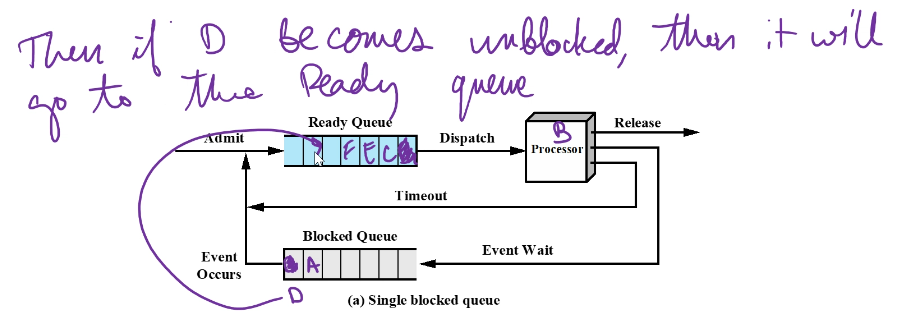 Then if D becomes unblocked, then it will
go to the Ready queue
Ready Queue
Admit
F E C
Dispatch
B
Processor
Release
Timeout
Blocked Queue
A
Event
Occurs
Event Wait
D
(a) Single blocked queue